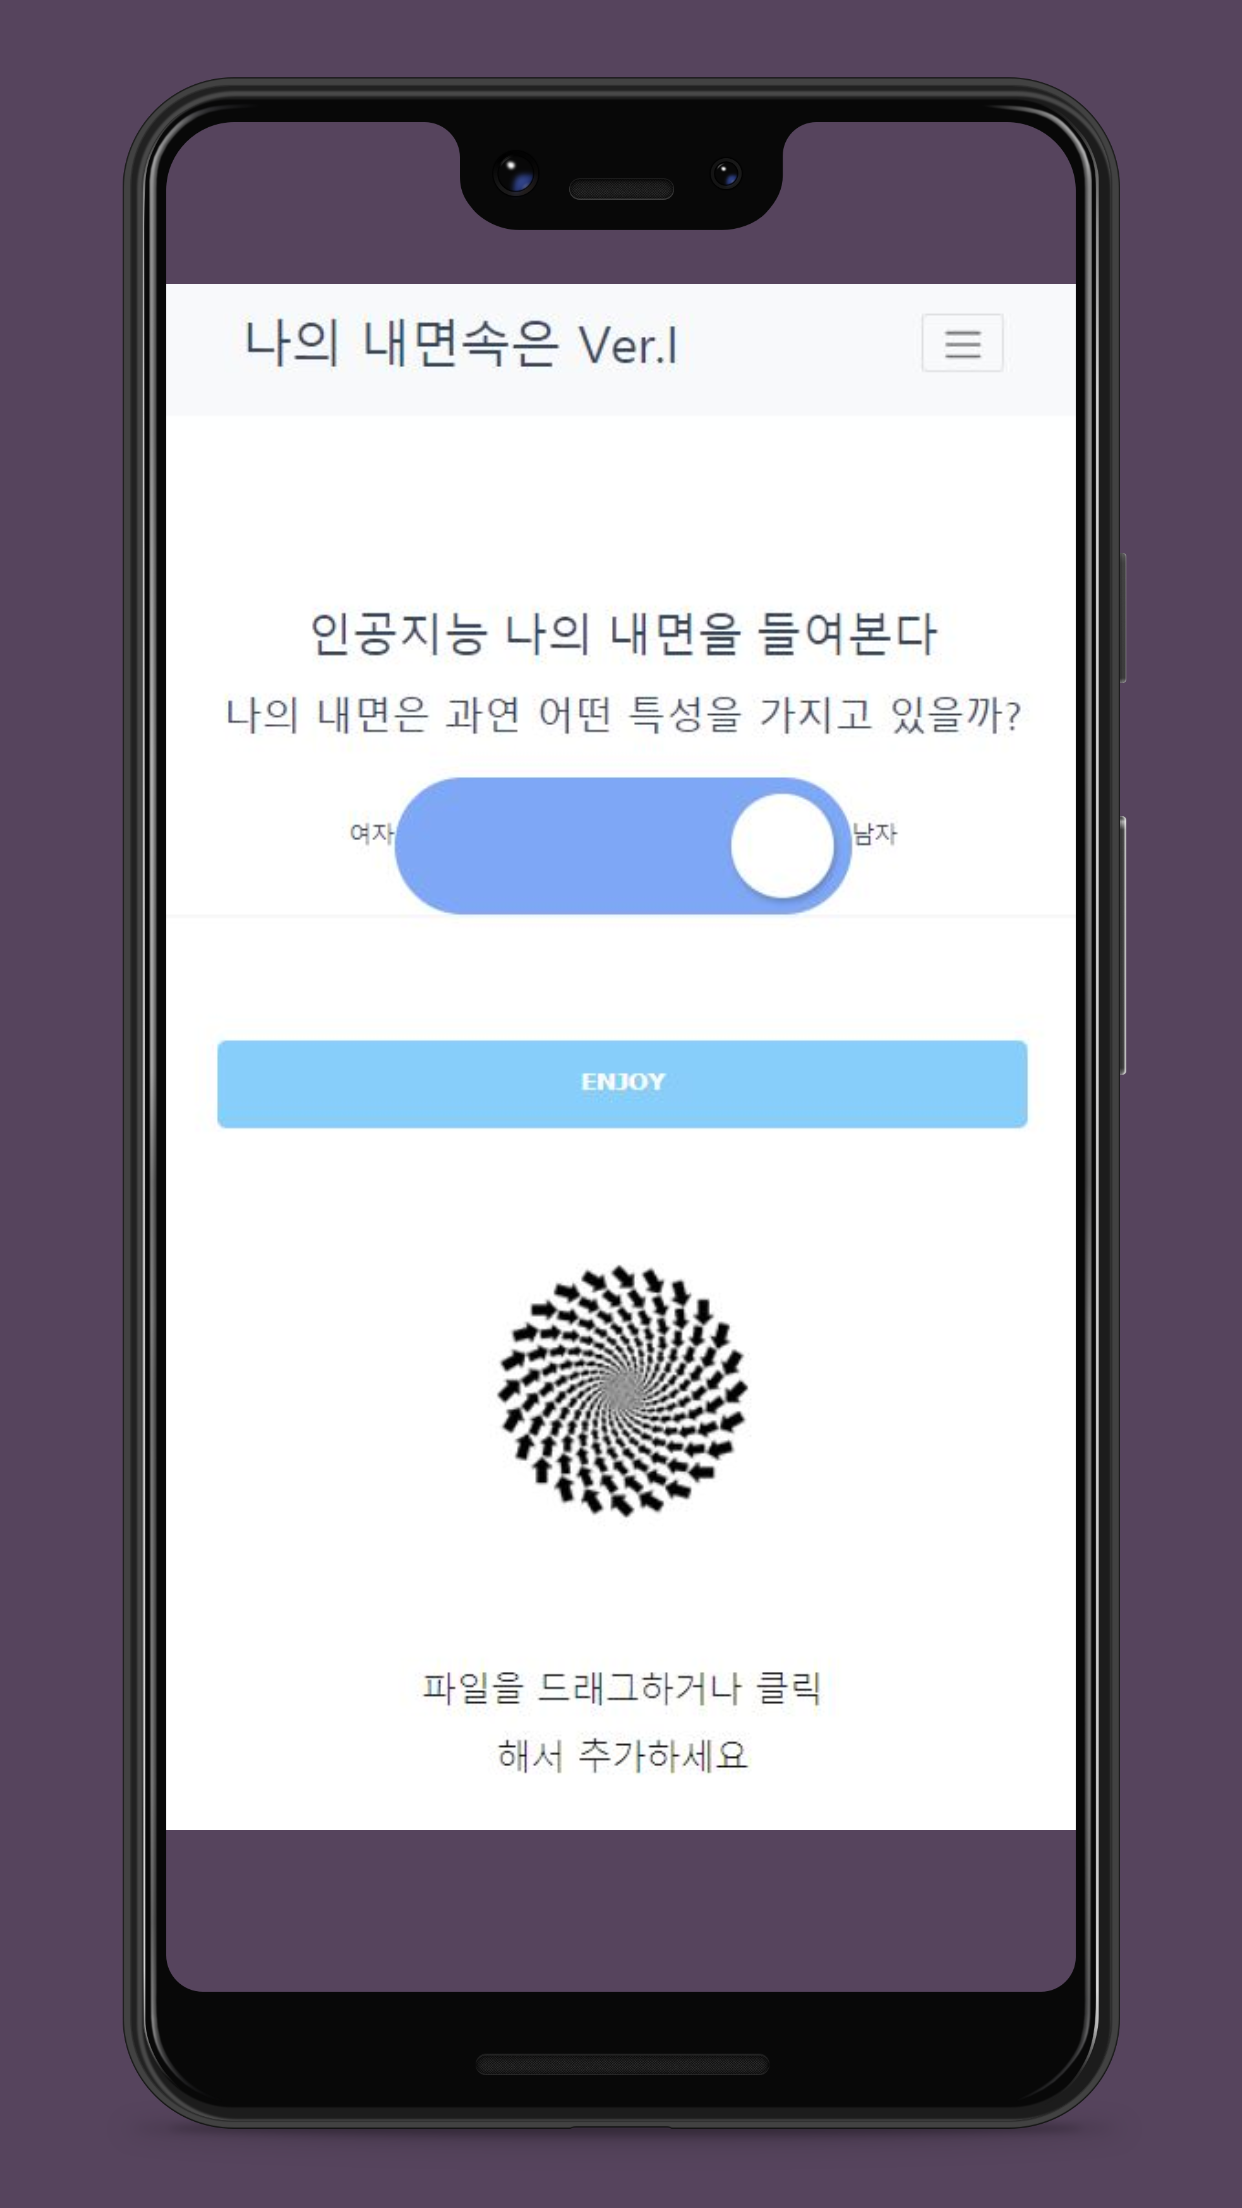 나의 내면속은 Ver.I
인공지능 나의 내면을 들여본다
나의 내면은 과연 어떤 특성을 가지고 있을까?
여자 남자
ENJOY
파일을 드래그하거나 클릭
해서 추가하세요